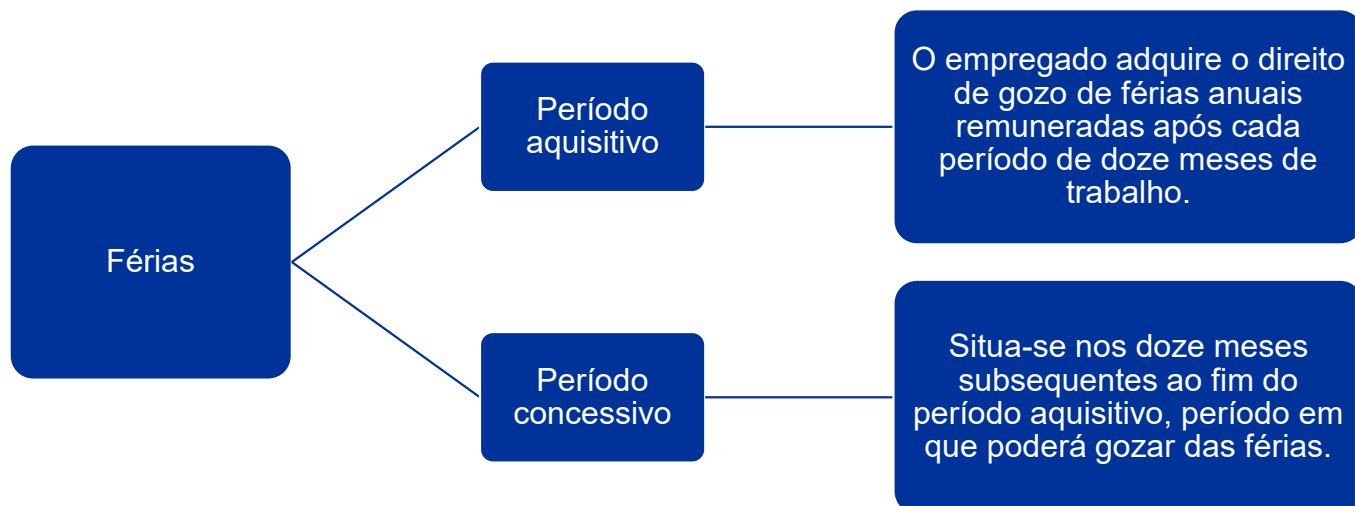 Férias
Período
aquisitivo
O empregado adquire o direito
de gozo de férias anuais
remuneradas após cada
período de doze meses de
trabalho.
Período
concessivo
Situa-se nos doze meses
subsequentes ao fim do
período aquisitivo, período em
que poderá gozar das férias.